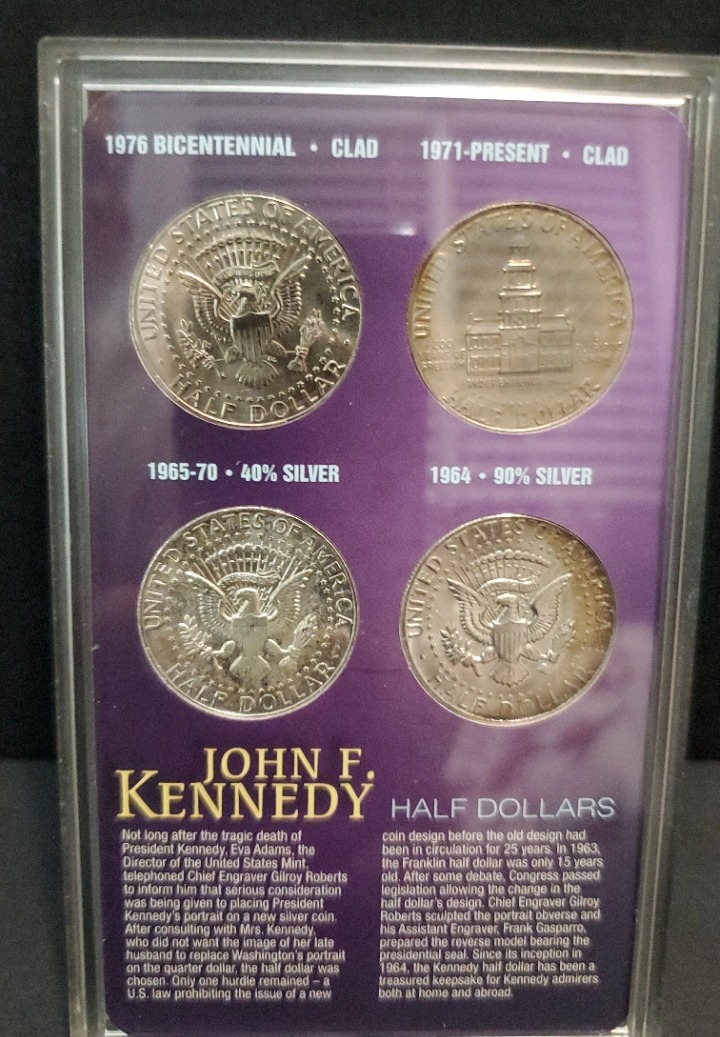 1976 BICENTENNIAL • CLAD
1971-PRESENT • CLAD
UNITED STATES OF AMERICA
HALF DOLLAR
UNITED STATES OF AMERICA
HALF DOLLAR
1965-70 • 40% SILVER
1964 • 90% SILVER
UNITED STATES OF AMERICA
HALF DOLLAR
UNITED STATES OF AMERICA
HALF DOLLAR
JOHN F.
KENNEDY HALF DOLLARS
Not long after the tragic death of
President Kennedy, Eva Adams, the
Director of the United States Mint,
telephoned Chief Engraver Gilroy Roberts
to inform him that serious consideration
was being given to placing President
Kennedy's portrait on a new silver coin.
After consulting with Mrs. Kennedy,
who did not want the image of her late
husband to replace Washington's portrait
on the quarter dollar, the half dollar was
chosen. Only one hurdle remained – a
U.S. law prohibiting the issue of a new
coin design before the old design had
been in circulation for 25 years. In 1963,
the Franklin half dollar was only 15 years
old. After some debate, Congress passed
legislation allowing the change in the
half dollar's design. Chief Engraver Gilroy
Roberts sculpted the portrait obverse and
his Assistant Engraver, Frank Gasparro,
prepared the reverse model bearing the
presidential seal. Since its inception in
1964, the Kennedy half dollar has been a
treasured keepsake for Kennedy admirers
both at home and abroad.